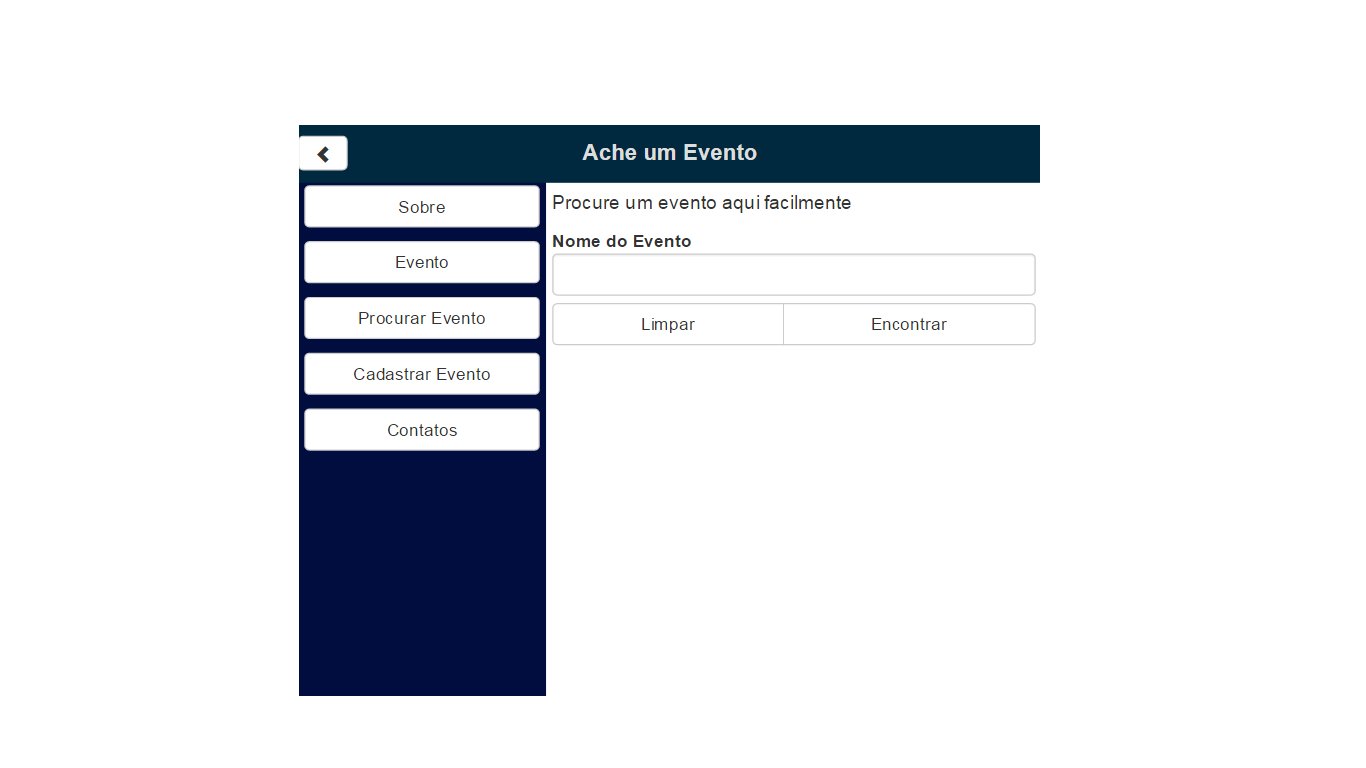 Ache um Evento
Sobre
Evento
Procurar Evento
Cadastrar Evento
Contatos
Procure um evento aqui facilmente
Nome do Evento
Limpar
Encontrar